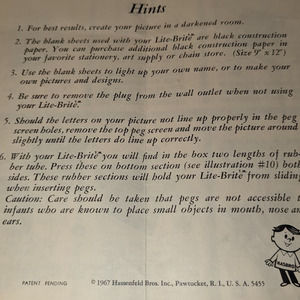 Hints
1. For best results, create your picture in a darkened room.
2. The blank sheets used with your Lite-Brite™ are black construction
paper. You can purchase additional black construction paper in
your favorite stationery, art supply or chain store. (Size 9" x 12")
3. Use the blank sheets to light up your own name, or to make your
own pictures and designs.
4. Be sure to remove the plug from the wall outlet when not using
your Lite-Brite™.
5. Should the letters on your picture not line up properly in the peg
screen holes, remove the top peg screen and move the picture around
slightly until the letters do line up correctly.
6. With your Lite-Brite™ you will find in the box two lengths of rub-
ber tube. Press these on bottom section (see illustration #10) both
sides. These rubber sections will hold your Lite-Brite™ from sliding
when inserting pegs.
Caution: Care should be taken that pegs are not accessible t
infants who are known to place small objects in mouth, nose an
ears.
HASBRO
PATENT PENDING
© 1967 Hassenfeld Bros. Inc., Pawtucket, R. I., U. S. A. 5455